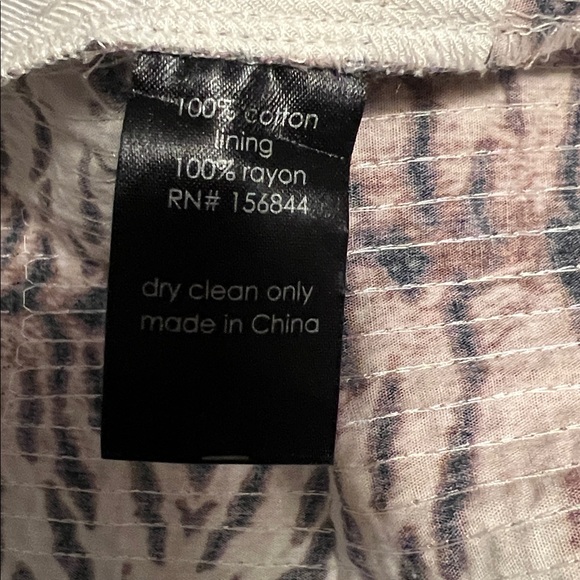 100% cotton
lining
100% rayon
RN# 156844
dry clean only
made in China